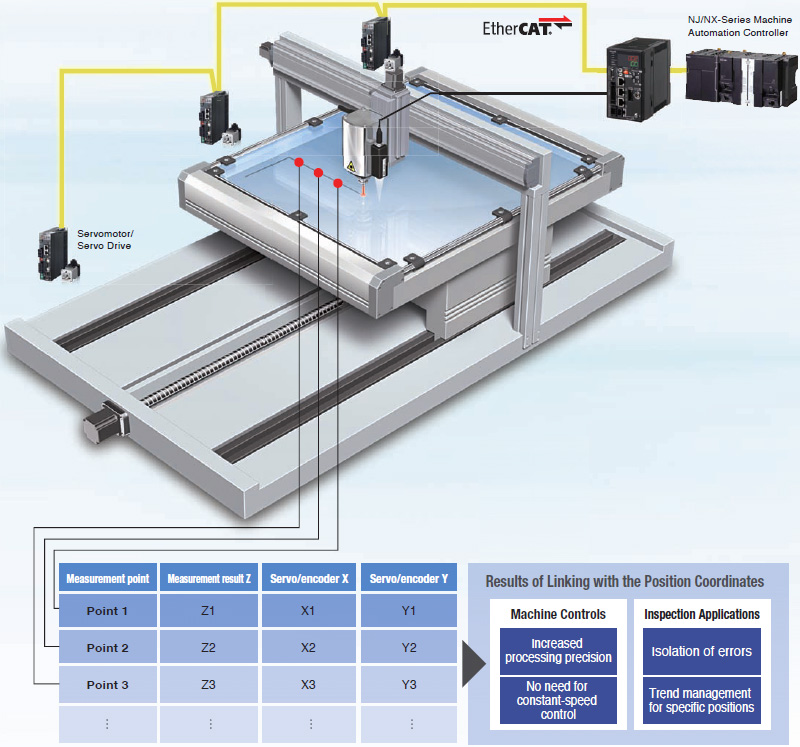 EtherCAT
NJ/NX-Series Machine
Automation Controller
Servomotor/
Servo Drive
Measurement point Measurement result Z Servo/encoder X Servo/encoder Y
Point 1 Z1 X1 Y1
Point 2 Z2 X2 Y2
Point 3 Z3 X3 Y3
⋮ ⋮ ⋮ ⋮
Results of Linking with the Position Coordinates
Machine Controls
Increased
processing precision
No need for
constant-speed
control
Inspection Applications
Isolation of errors
Trend management
for specific positions